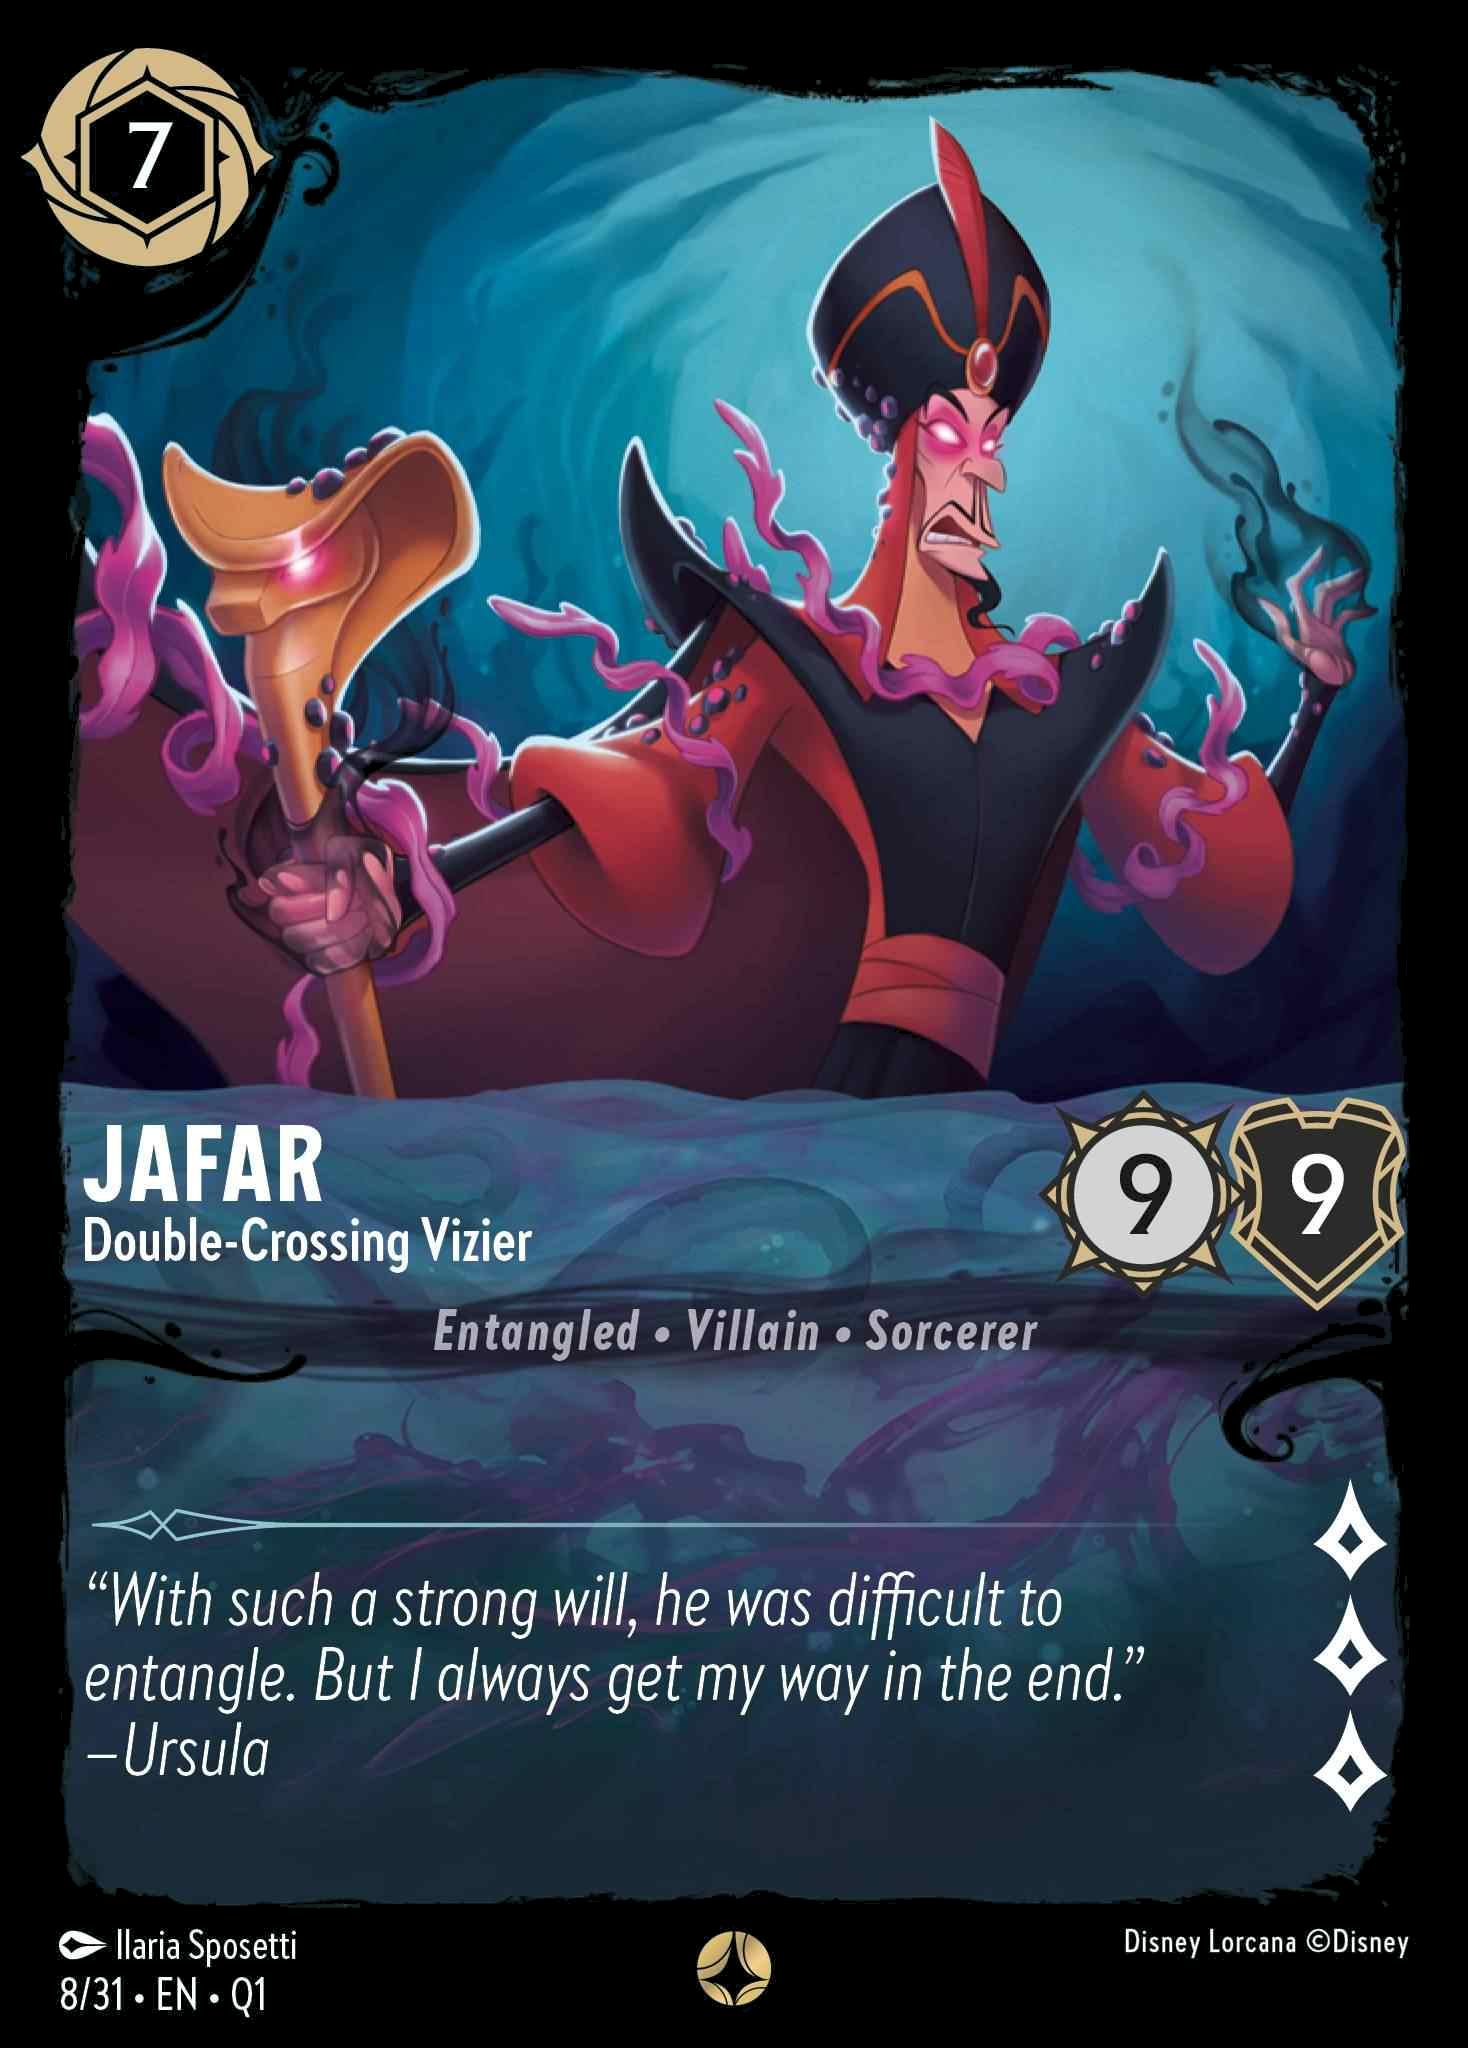 7
JAFAR
Double-Crossing Vizier
9 9
Entangled • Villain • Sorcerer
“With such a strong will, he was difficult to
entangle. But I always get my way in the end.”
–Ursula
Ilaria Sposetti
Disney Lorcana ©Disney
8/31 • EN • Q1